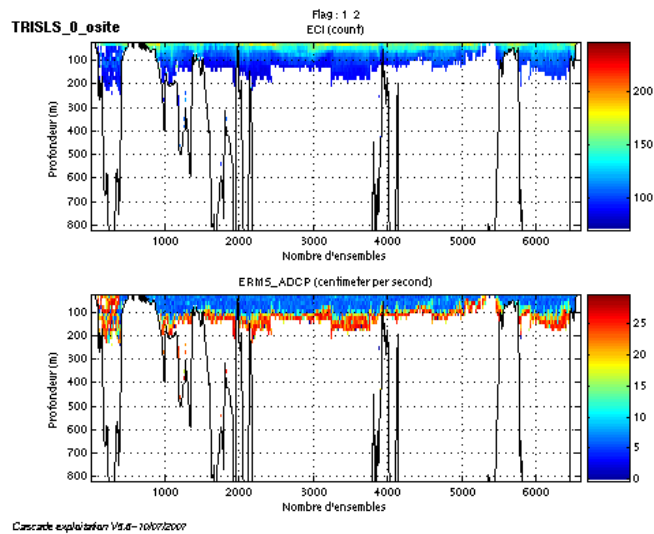 TRISLS_0_osite
Flag : 1 2
ECI (count)
100
200
300
400
500
600
700
800
Profondeur (m)
1000 2000 3000 4000 5000 6000
Nombre d'ensembles
200
150
100
ERMS_ADCP (centimeter per second)
100
200
300
400
500
600
700
800
Profondeur (m)
1000 2000 3000 4000 5000 6000
Nombre d'ensembles
25
20
15
10
5
0
Cascade exploitation V5.6 - 10/07/2007